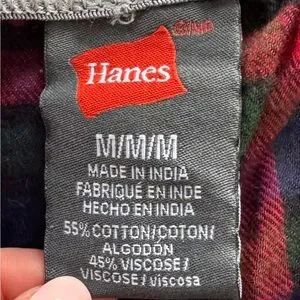 Hanes
M/M/M
MADE IN INDIA
FABRIQUÉ EN INDE
HECHO EN INDIA
55% COTTON/COTON/
ALGODÓN
45% VISCOSE/
VISCOSE/viscosa